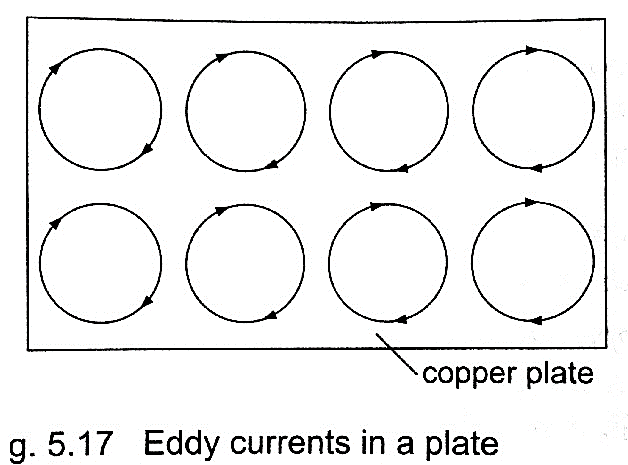 copper plate
g. 5.17 Eddy currents in a plate